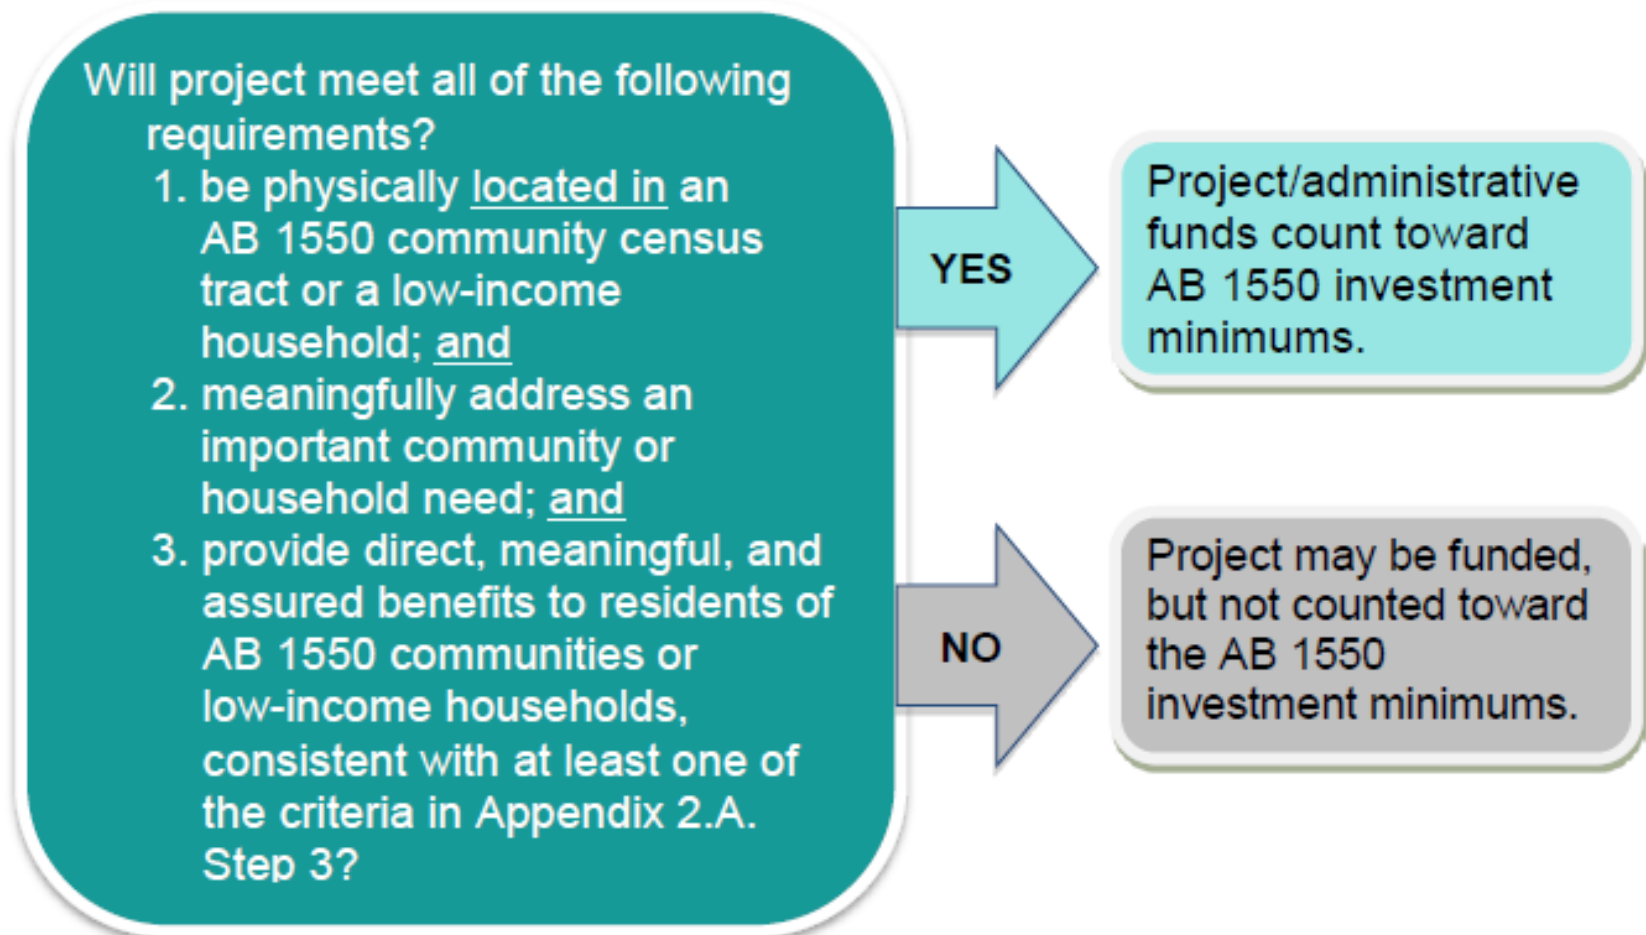 Will project meet all of the following
requirements?
1. be physically located in an
AB 1550 community census
tract or a low-income
household; and
2. meaningfully address an
important community or
household need; and
3. provide direct, meaningful, and
assured benefits to residents of
AB 1550 communities or
low-income households,
consistent with at least one of
the criteria in Appendix 2.A.
Step 3?
YES
Project/administrative
funds count toward
AB 1550 investment
minimums.
NO
Project may be funded,
but not counted toward
the AB 1550
investment minimums.